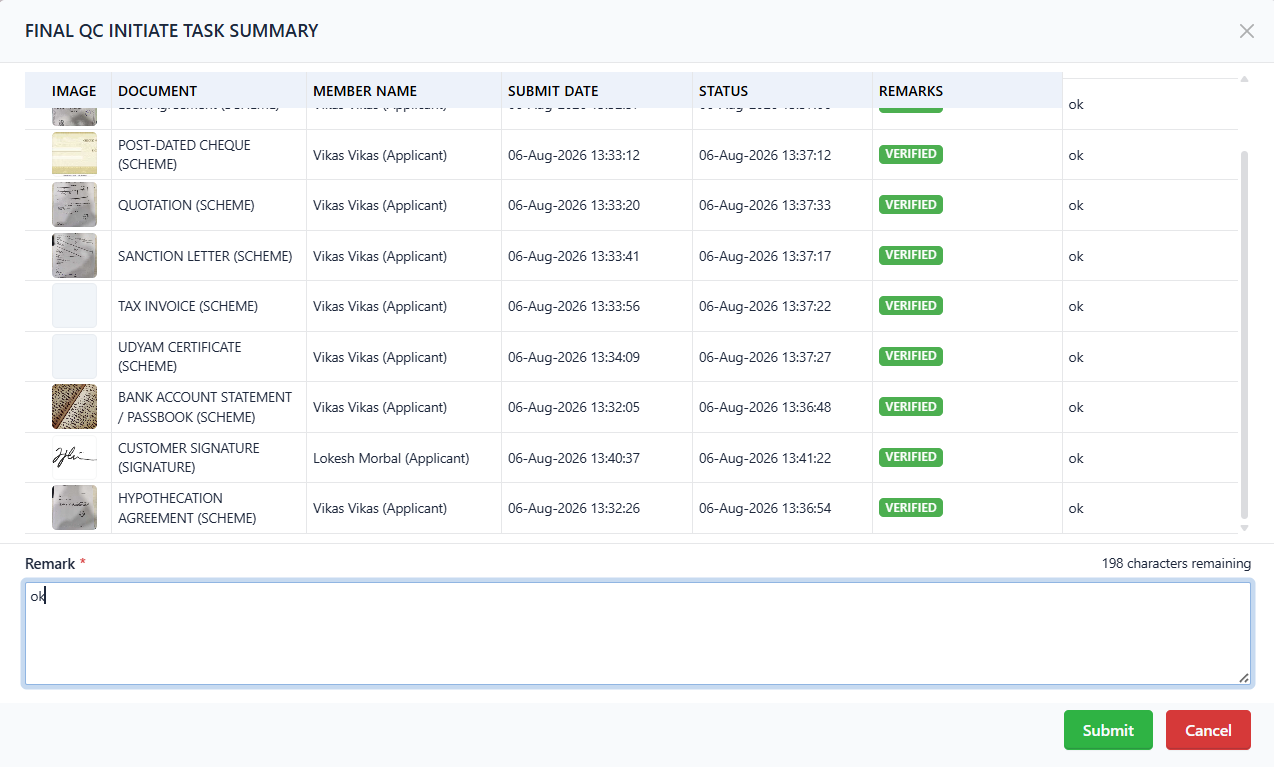 FINAL QC INITIATE TASK SUMMARY
IMAGE DOCUMENT MEMBER NAME SUBMIT DATE STATUS REMARKS
ok
POST-DATED CHEQUE
(SCHEME) Vikas Vikas (Applicant) 06-Aug-2026 13:33:12 06-Aug-2026 13:37:12 VERIFIED ok
QUOTATION (SCHEME) Vikas Vikas (Applicant) 06-Aug-2026 13:33:20 06-Aug-2026 13:37:33 VERIFIED ok
SANCTION LETTER (SCHEME) Vikas Vikas (Applicant) 06-Aug-2026 13:33:41 06-Aug-2026 13:37:17 VERIFIED ok
TAX INVOICE (SCHEME) Vikas Vikas (Applicant) 06-Aug-2026 13:33:56 06-Aug-2026 13:37:22 VERIFIED ok
UDYAM CERTIFICATE
(SCHEME) Vikas Vikas (Applicant) 06-Aug-2026 13:34:09 06-Aug-2026 13:37:27 VERIFIED ok
BANK ACCOUNT STATEMENT
/ PASSBOOK (SCHEME) Vikas Vikas (Applicant) 06-Aug-2026 13:32:05 06-Aug-2026 13:36:48 VERIFIED ok
CUSTOMER SIGNATURE
(SIGNATURE) Lokesh Morbal (Applicant) 06-Aug-2026 13:40:37 06-Aug-2026 13:41:22 VERIFIED ok
HYPOTHECATION
AGREEMENT (SCHEME) Vikas Vikas (Applicant) 06-Aug-2026 13:32:26 06-Aug-2026 13:36:54 VERIFIED ok
Remark * 198 characters remaining
ok
Submit Cancel